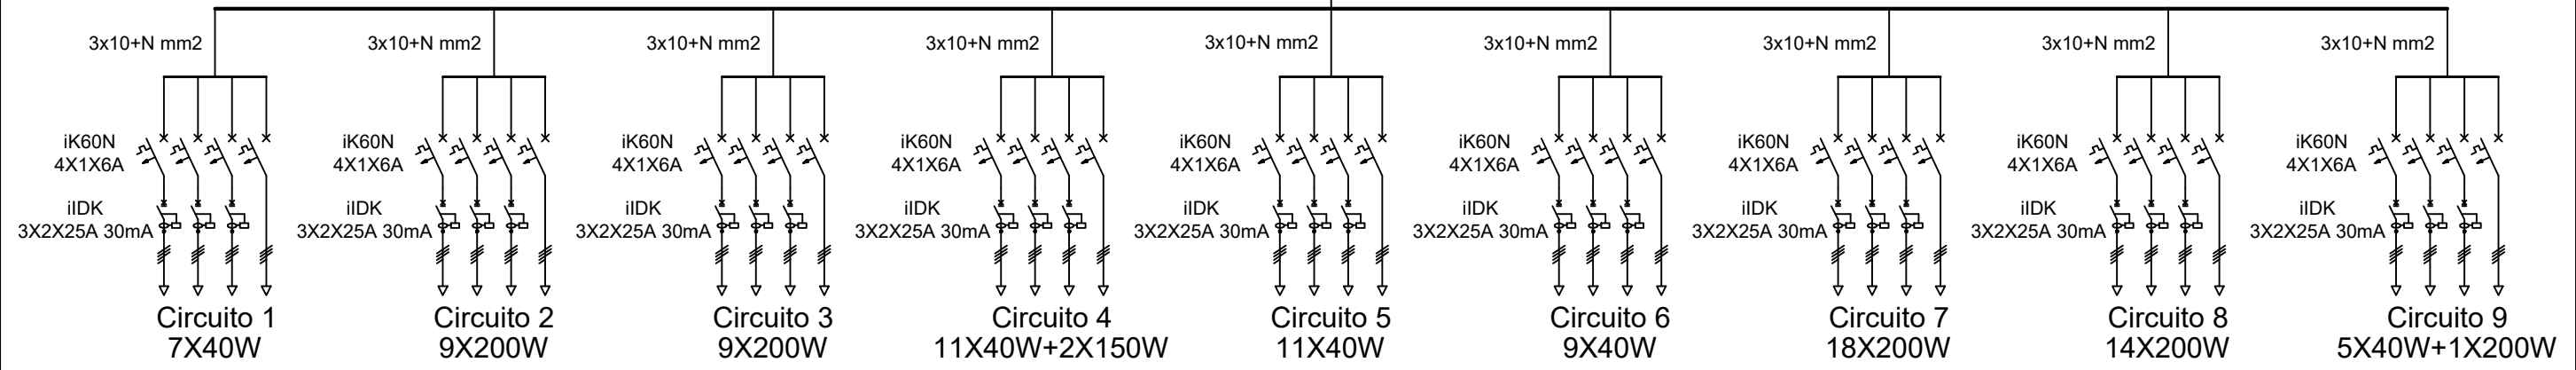 3x10+N mm2
3x10+N mm2
3x10+N mm2
3x10+N mm2
3x10+N mm2
3x10+N mm2
3x10+N mm2
3x10+N mm2
3x10+N mm2
iK60N
4X1X6A
iK60N
4X1X6A
iK60N
4X1X6A
iK60N
4X1X6A
iK60N
4X1X6A
iK60N
4X1X6A
iK60N
4X1X6A
iK60N
4X1X6A
iK60N
4X1X6A
iIDK
3X2X25A 30mA
iIDK
3X2X25A 30mA
iIDK
3X2X25A 30mA
iIDK
3X2X25A 30mA
iIDK
3X2X25A 30mA
iIDK
3X2X25A 30mA
iIDK
3X2X25A 30mA
iIDK
3X2X25A 30mA
iIDK
3X2X25A 30mA
Circuito 1
7X40W
Circuito 2
9X200W
Circuito 3
9X200W
Circuito 4
11X40W+2X150W
Circuito 5
11X40W
Circuito 6
9X40W
Circuito 7
18X200W
Circuito 8
14X200W
Circuito 9
5X40W+1X200W